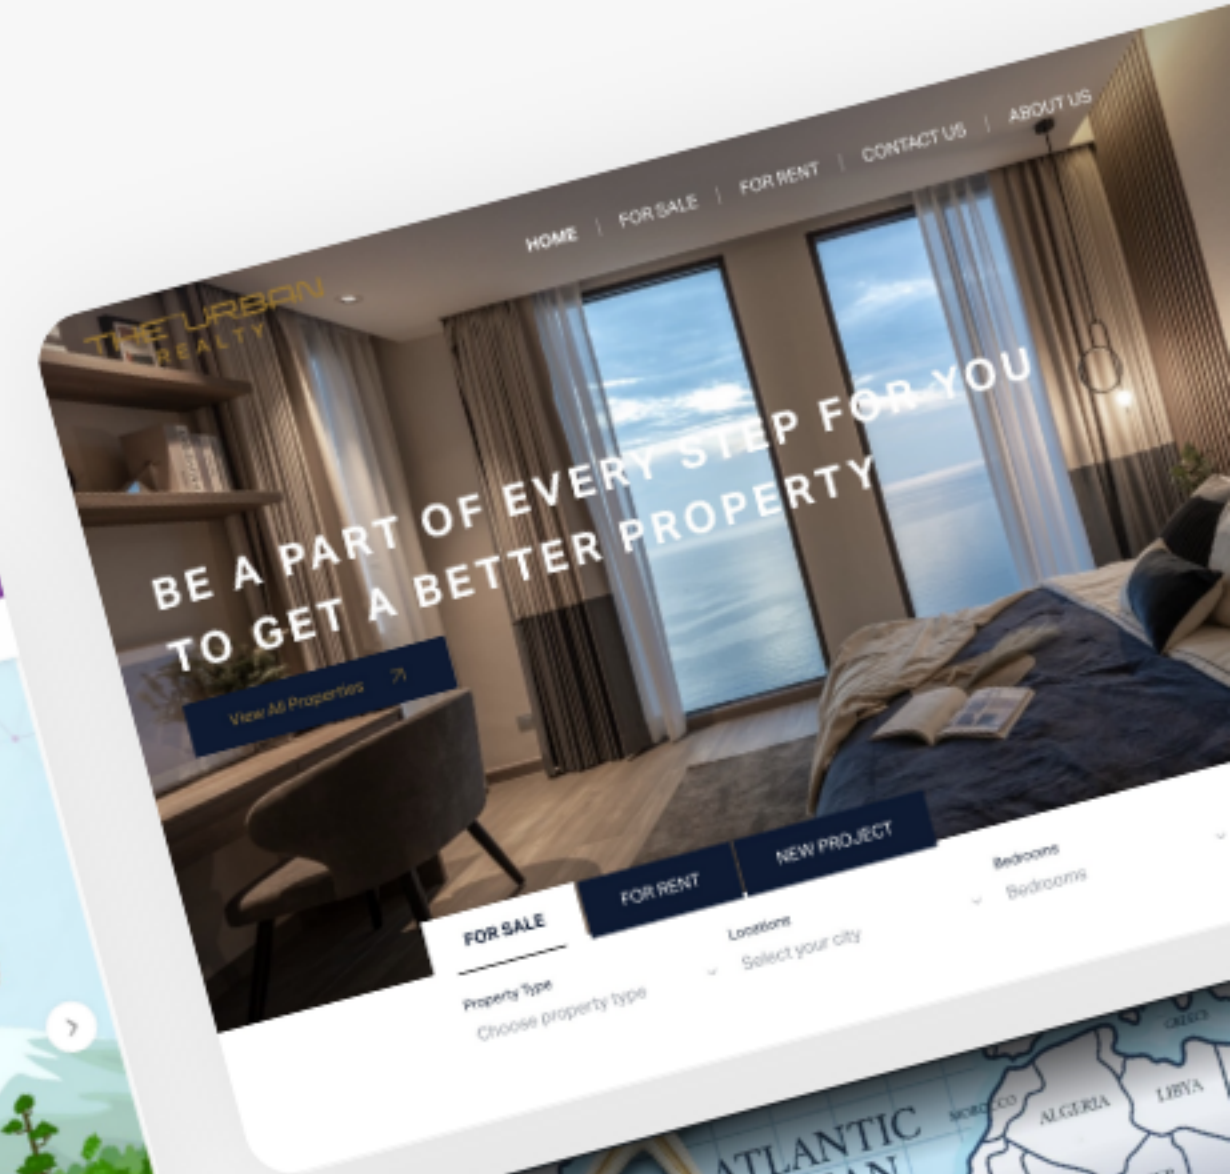 HOME | FOR SALE | FOR RENT | CONTACT US | ABOUT US
THE URBAN
REALTY
BE A PART OF EVERY STEP FOR YOU
TO GET A BETTER PROPERTY
View All Properties
FOR SALE
FOR RENT
NEW PROJECT
Property Type
Choose property type
Locations
Select your city
Bedrooms
Bedrooms
ATLANTIC
MOROCCO
ALGERIA
LIBYA
GREECE